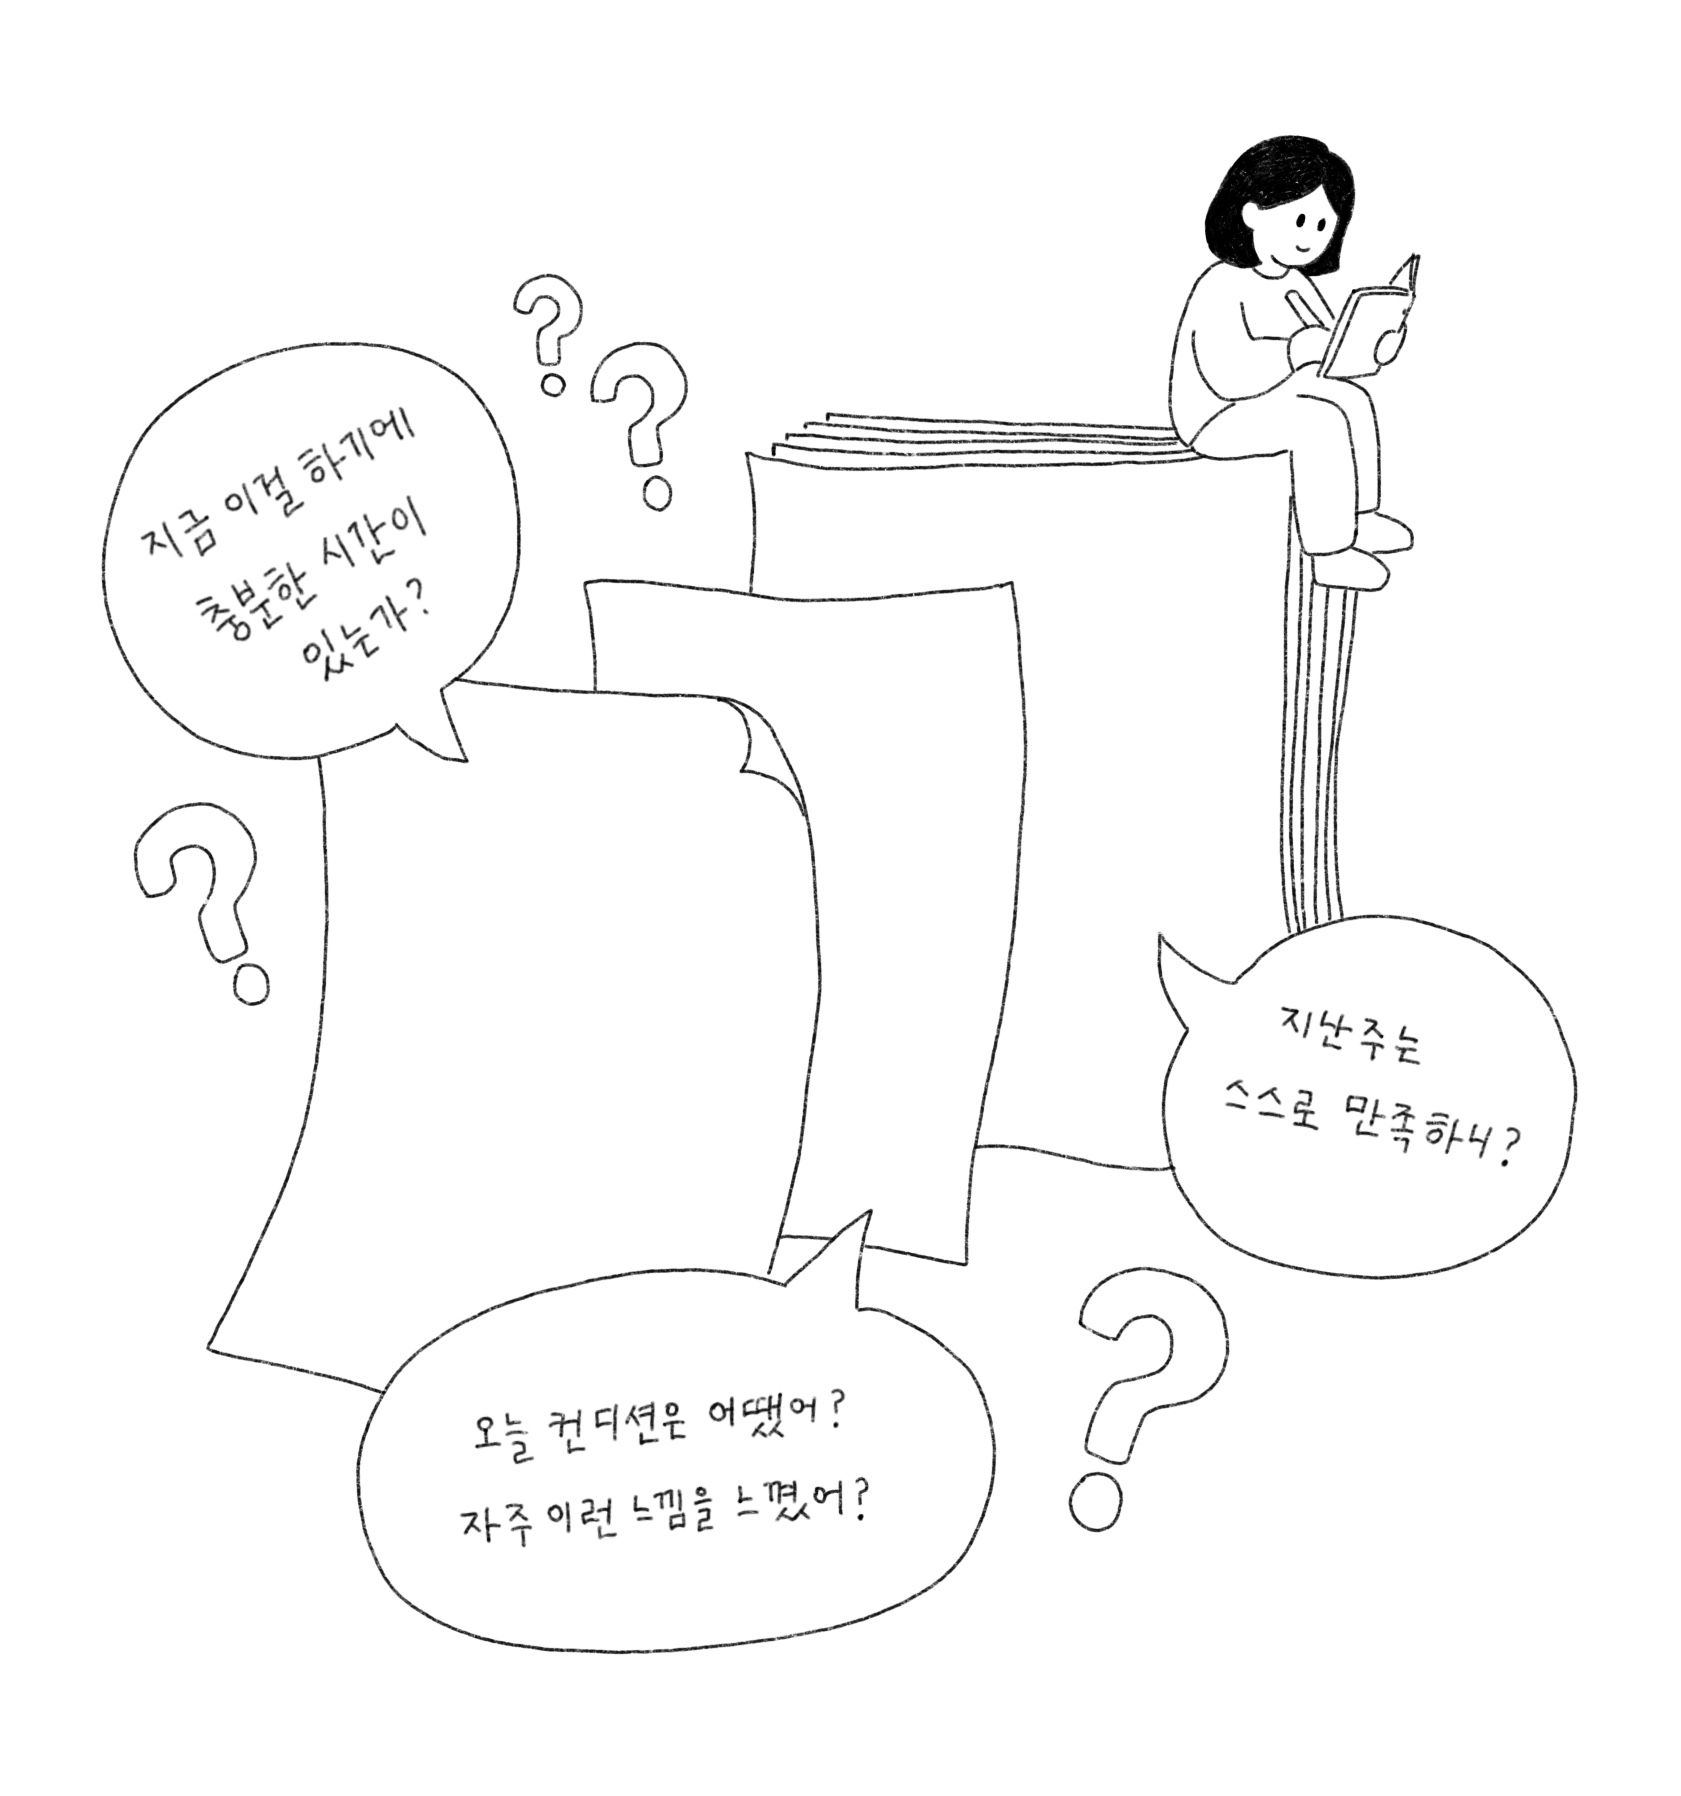 지금 이걸 하기에
충분한 시간이
있는가?
지난주는
스스로 만족하니?
오늘 컨디션은 어땠어?
자주 이런 느낌을 느꼈어?